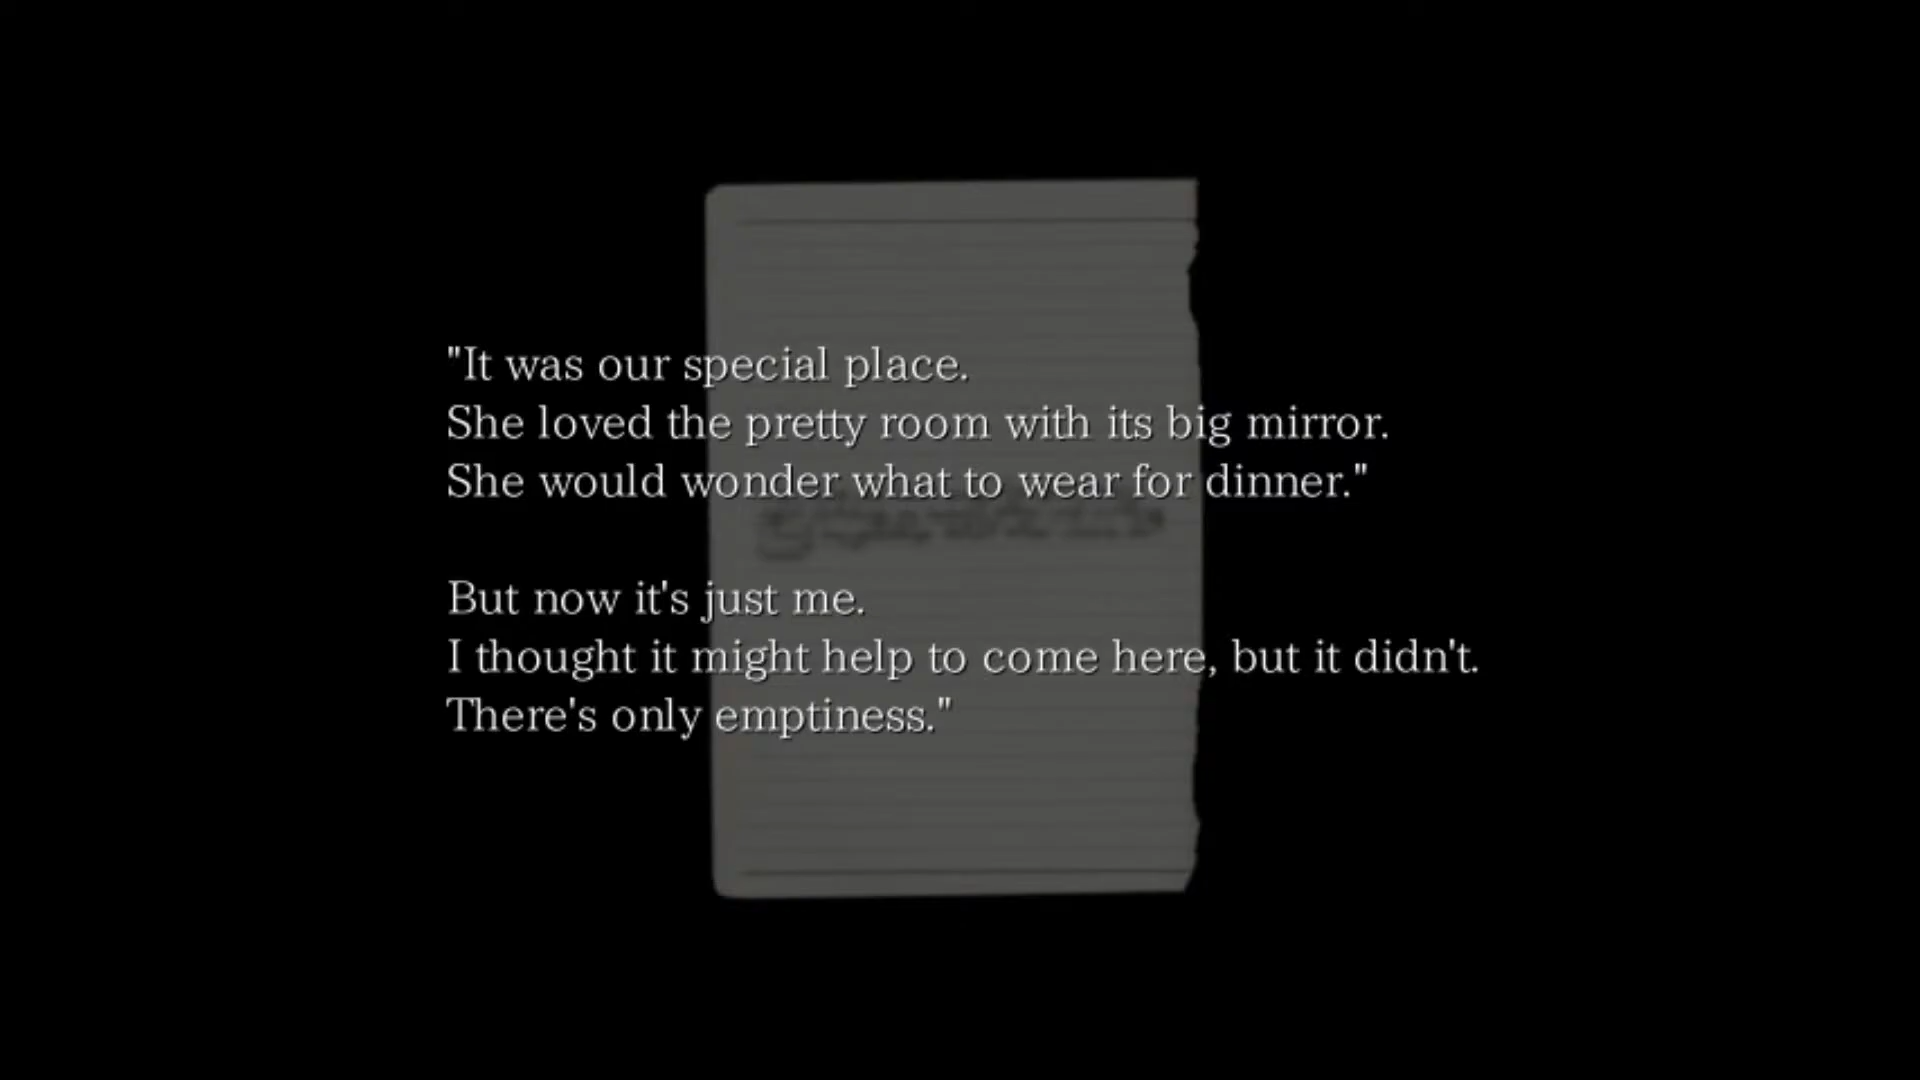 "It was our special place.
She loved the pretty room with its big mirror.
She would wonder what to wear for dinner."
But now it's just me.
I thought it might help to come here, but it didn't.
There's only emptiness."